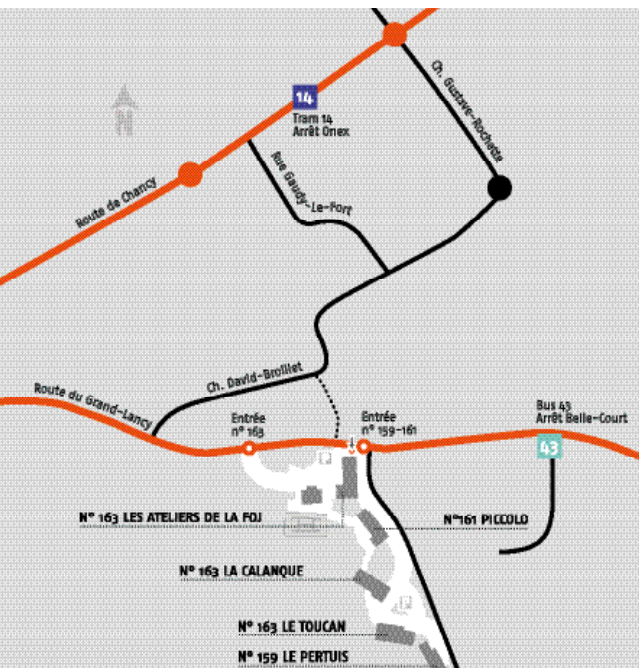 N
14
Tram 14
Arrêt Onex
Ch. Gustave-Rochette
Rue Gaudy-Le-Fort
Route de Chancy
Ch. David-Brolliet
Route du Grand-Lancy
Entrée
n° 163
Entrée
n° 159-161
Bus 43
Arrêt Belle-Court
43
P
N° 163 LES ATELIERS DE LA FOJ
N°161 PICCOLO
N° 163 LA CALANQUE
P
N° 163 LE TOUCAN
N° 159 LE PERTUIS